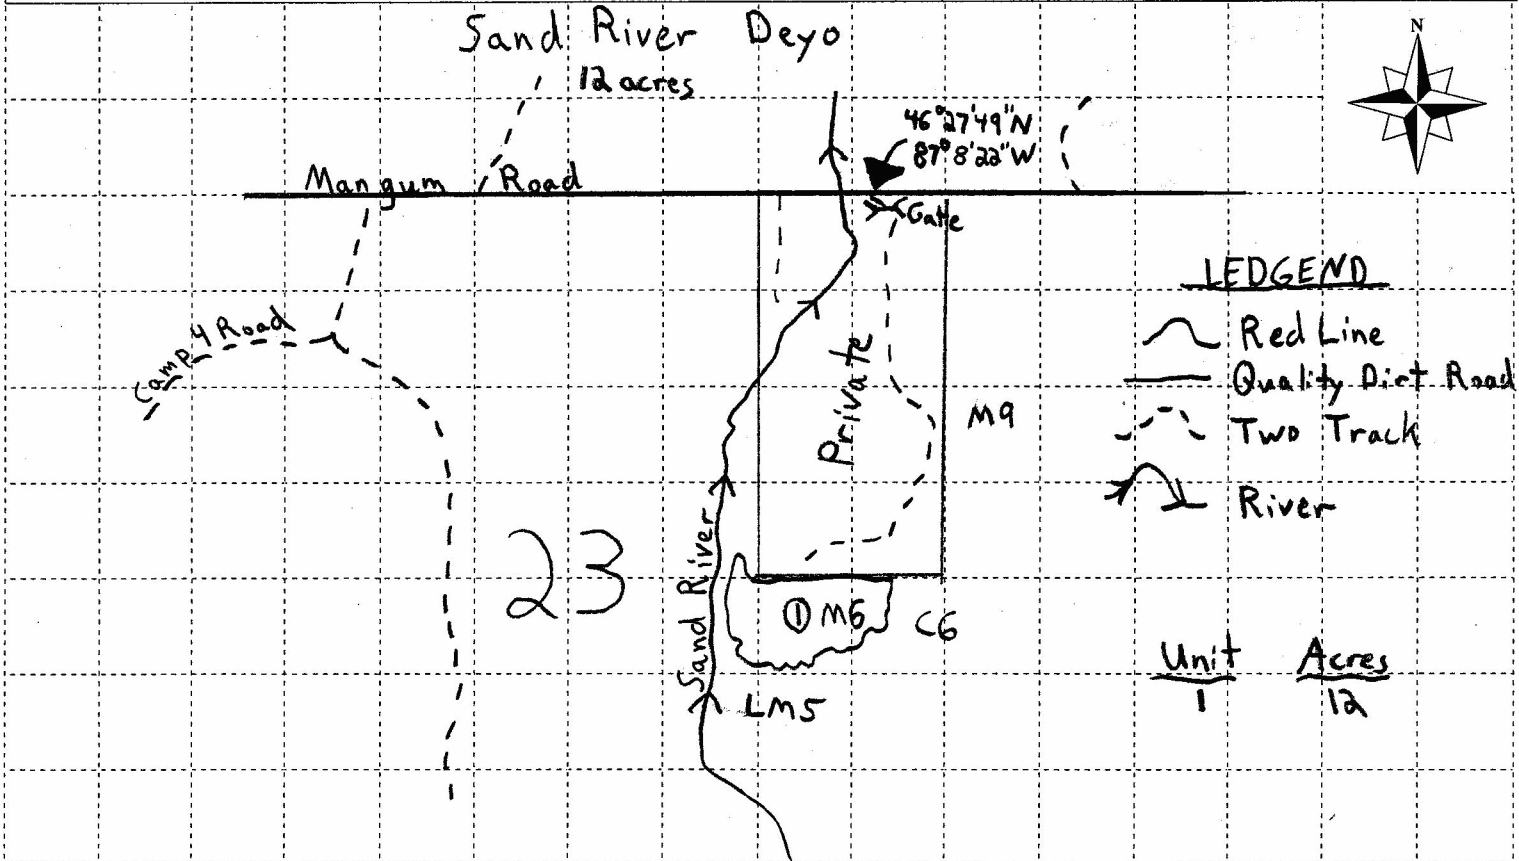 Sand River Deyo
12 acres
N
46°27'49"N
87°8'22"W
Mangum Road
Gate
LEDGEND
Red Line
Quality Dirt Road
Two Track
River
Camp 4 Road
Private
M9
23
Sand River
① M6
C6
LM5
Unit Acres
1 12